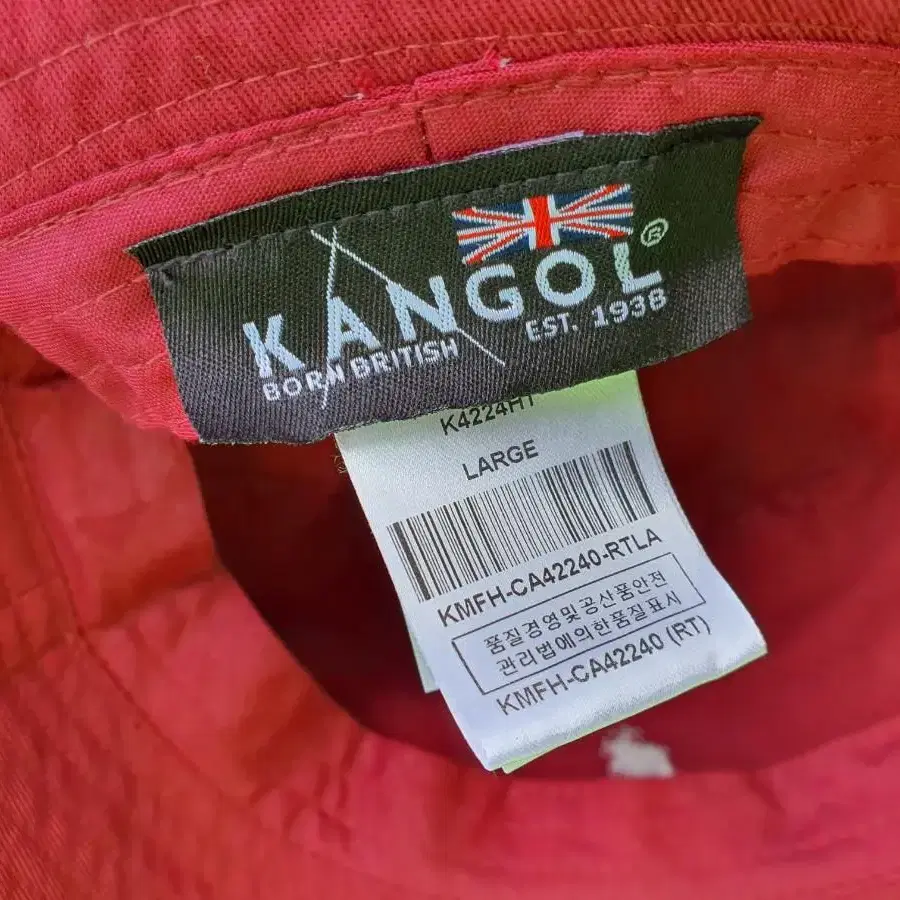 KANGOL®
BORN BRITISH EST. 1938
K4224HT
LARGE
KMFH-CA42240-RTLA
품질경영및공산품안전
관리법에의한품질표시
KMFH-CA42240 (RT)